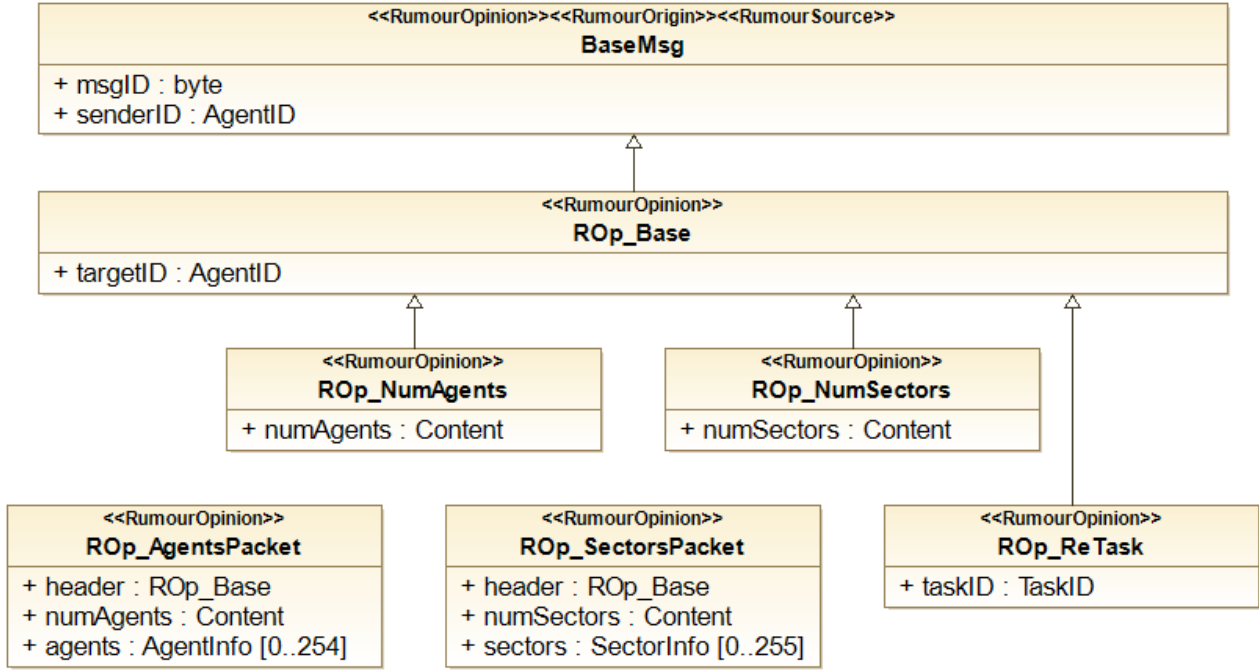 <<RumourOpinion>><<RumourOrigin>><<RumourSource>>
BaseMsg
+ msgID : byte
+ senderID : AgentID
<<RumourOpinion>>
ROp_Base
+ targetID : AgentID
<<RumourOpinion>>
ROp_NumAgents
+ numAgents : Content
<<RumourOpinion>>
ROp_NumSectors
+ numSectors : Content
<<RumourOpinion>>
ROp_AgentsPacket
+ header : ROp_Base
+ numAgents : Content
+ agents : AgentInfo [0..254]
<<RumourOpinion>>
ROp_SectorsPacket
+ header : ROp_Base
+ numSectors : Content
+ sectors : SectorInfo [0..255]
<<RumourOpinion>>
ROp_ReTask
+ taskID : TaskID